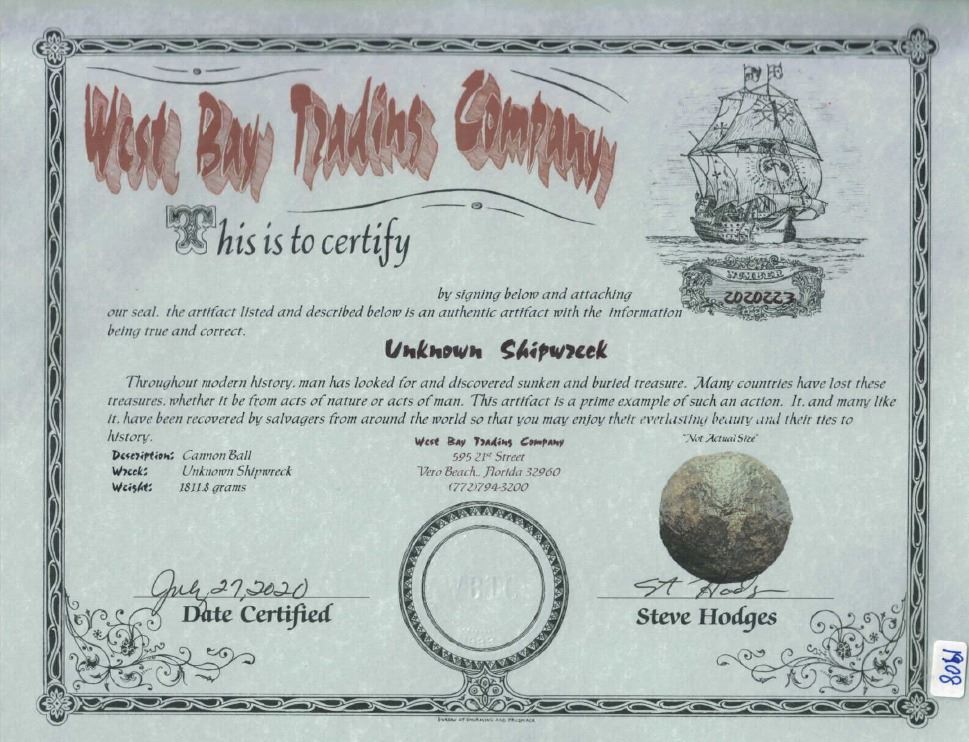 West Bay Trading Company
This is to certify
NUMBER
2020223
by signing below and attaching
our seal, the artifact listed and described below is an authentic artifact with the information
being true and correct.
Unknown Shipwreck
Throughout modern history, man has looked for and discovered sunken and buried treasure. Many countries have lost these
treasures, whether it be from acts of nature or acts of man. This artifact is a prime example of such an action. It, and many like
it, have been recovered by salvagers from around the world so that you may enjoy their everlasting beauty and their ties to
history.
Description: Cannon Ball
Wreck: Unknown Shipwreck
Weight: 1811.8 grams
West Bay Trading Company
595 21st Street
Vero Beach, Florida 32960
(772)794-3200
"Not Actual Size"
July 27, 2020
Date Certified
W.B.T.C.
Steve Hodges
1908